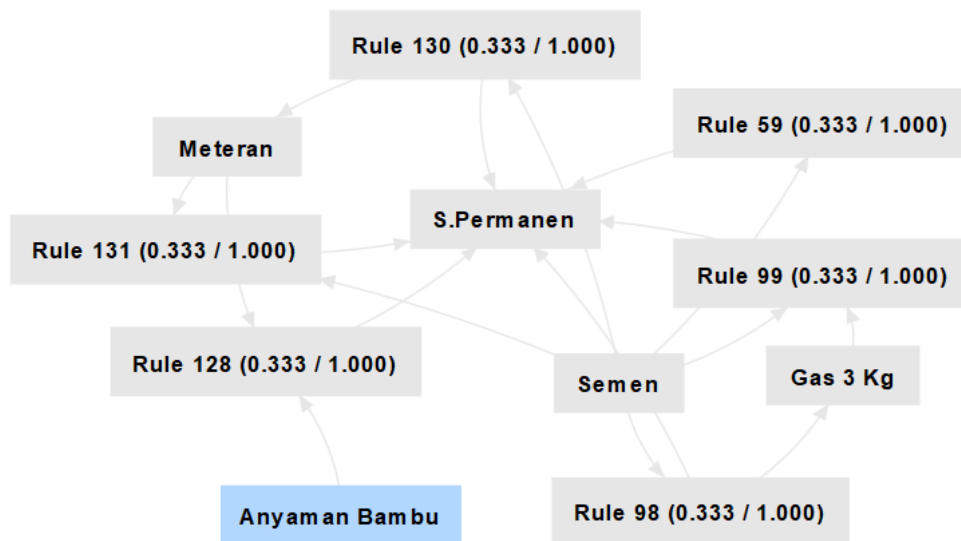 Rule 130 (0.333 / 1.000)
Rule 59 (0.333 / 1.000)
Meteran
S.Permanen
Rule 131 (0.333 / 1.000)
Rule 99 (0.333 / 1.000)
Rule 128 (0.333 / 1.000)
Semen
Gas 3 Kg
Anyaman Bambu
Rule 98 (0.333 / 1.000)